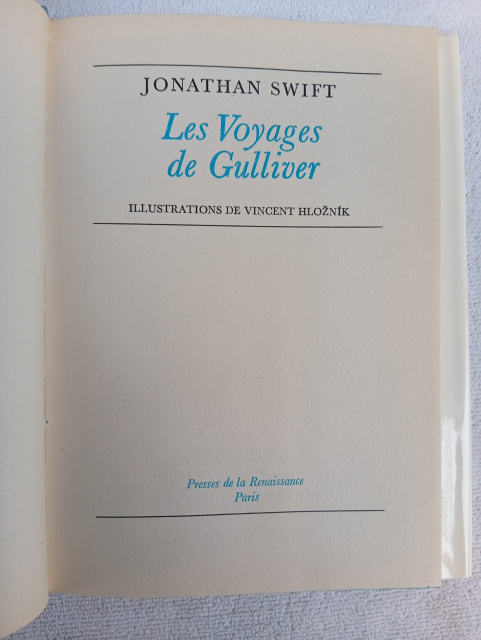 JONATHAN SWIFT
Les Voyages
de Gulliver
ILLUSTRATIONS DE VINCENT HLOŽNÍK
Presses de la Renaissance
Paris